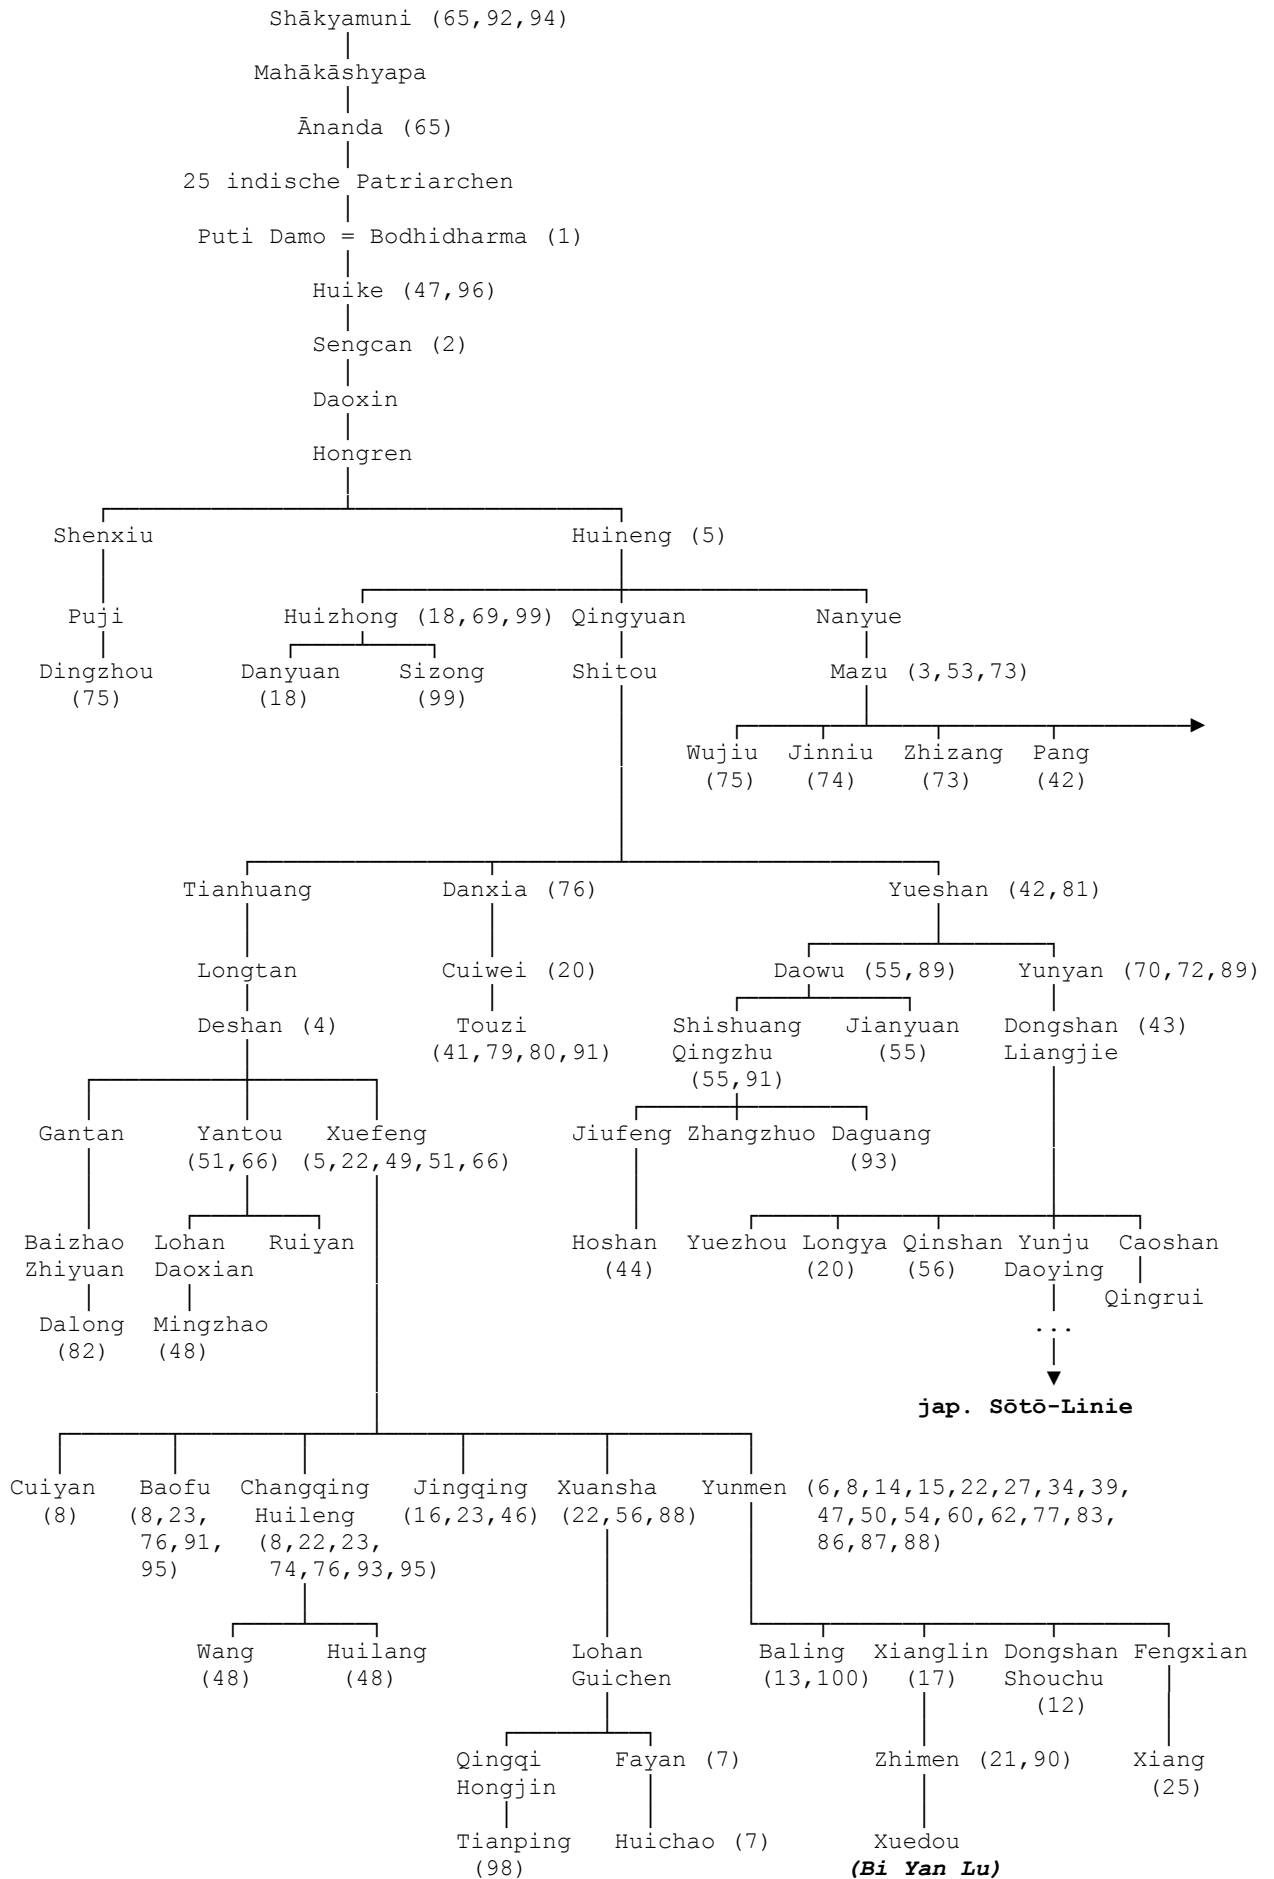 Shākyamuni (65,92,94)
Mahākāshyapa
Ānanda (65)
25 indische Patriarchen
Puti Damo = Bodhidharma (1)
Huike (47,96)
Sengcan (2)
Daoxin
Hongren
Shenxiu Huineng (5)
Puji Huizhong (18,69,99) Qingyuan Nanyue
Dingzhou Danyuan Sizong Shitou Mazu (3,53,73)
(75) (18) (99)
Wujiu Jinniu Zhizang Pang
(75) (74) (73) (42)
Tianhuang Danxia (76) Yueshan (42,81)
Longtan Cuiwei (20) Daowu (55,89) Yunyan (70,72,89)
Deshan (4) Touzi Shishuang Jianyuan Dongshan (43)
(41,79,80,91) Qingzhu (55) Liangjie
(55,91)
Gantan Yantou Xuefeng Jiufeng Zhangzhuo Daguang
(51,66) (5,22,49,51,66) (93)
Baizhao Lohan Ruiyan Hoshan Yuezhou Longya Qinshan Yunju Caoshan
Zhiyuan Daoxian (44) (20) (56) Daoying
Qingrui
Dalong Mingzhao ...
(82) (48)
jap. Sōtō-Linie
Cuiyan Baofu Changqing Jingqing Xuansha Yunmen (6,8,14,15,22,27,34,39,
(8) (8,23, Huileng (16,23,46) (22,56,88) 47,50,54,60,62,77,83,
76,91, (8,22,23, 86,87,88)
95) 74,76,93,95)
Wang Huilang Lohan Baling Xianglin Dongshan Fengxian
(48) (48) Guichen (13,100) (17) Shouchu
(12)
Qingqi Fayan (7) Zhimen (21,90) Xiang
Hongjin (25)
Tianping Huichao (7) Xuedou
(98) (Bi Yan Lu)